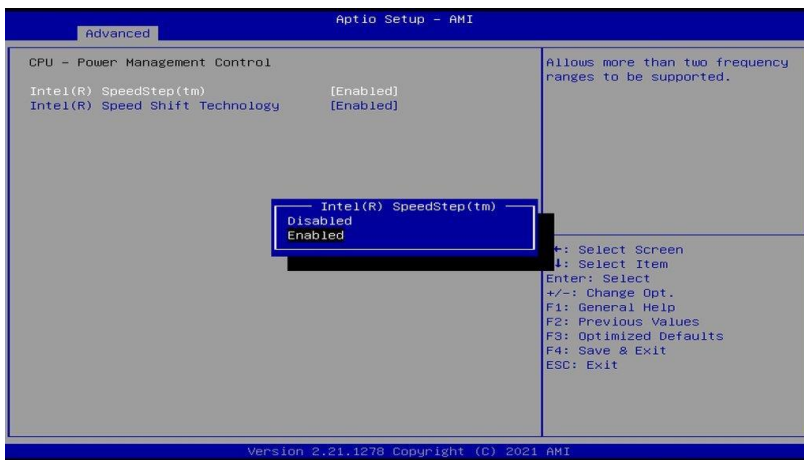 Aptio Setup – AMI
Advanced
CPU – Power Management Control
Intel(R) SpeedStep(tm) [Enabled]
Intel(R) Speed Shift Technology [Enabled]
Allows more than two frequency
ranges to be supported.
Intel(R) SpeedStep(tm)
Disabled
Enabled
: Select Screen
: Select Item
Enter: Select
+/-: Change Opt.
F1: General Help
F2: Previous Values
F3: Optimized Defaults
F4: Save & Exit
ESC: Exit
Version 2.21.1278 Copyright (C) 2021 AMI